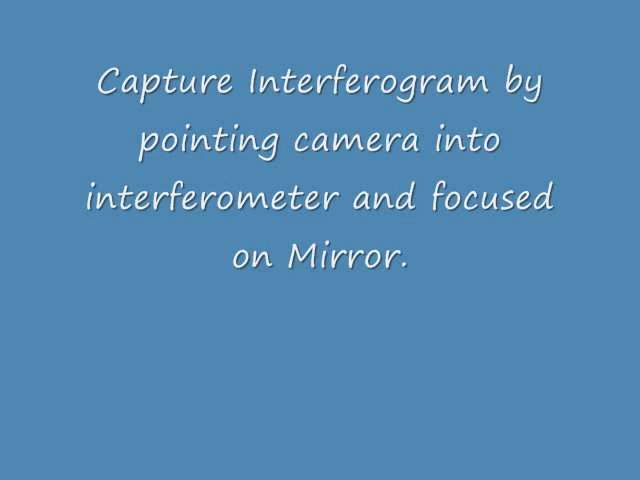 Capture Interferogram by
pointing camera into
interferometer and focused
on Mirror.